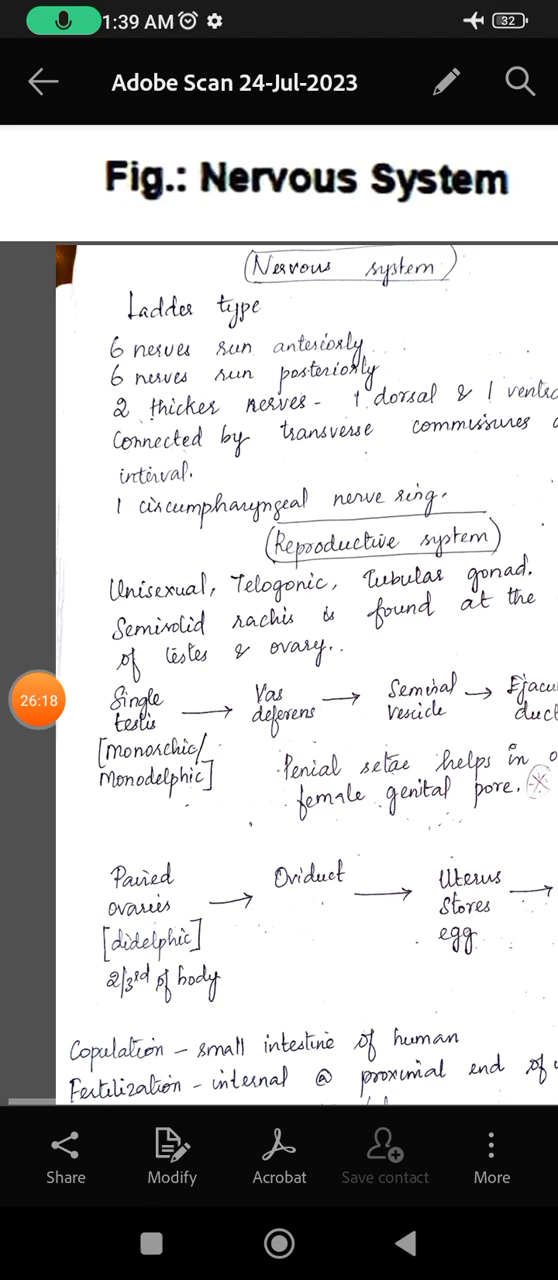 1:39 AM
32
Adobe Scan 24-Jul-2023
Fig.: Nervous System
Nervous system
Ladder type
6 nerves run anteriorly.
6 nerves run posteriorly
2 thicker nerves - 1 dorsal & 1 ventra
Connected by transverse commissures
interval.
1 circumpharyngeal nerve ring.
Reproductive system
Unisexual, Telogonic, Tubular gonad.
Semisolid rachis is found at the
of testes & ovary..
Single testis → Vas deferens → Seminal vesicle → Ejacu duct
[monorchic/
Monodelphic]
Penial setae helps in o
female genital pore.
26:18
Paired ovaries → Oviduct → Uterus →
Stores
egg
[didelphic]
2/3rd of body
Copulation - small intestine of human
Fertilization - internal @ proximal end of
Share
Modify
Acrobat
Save contact
More